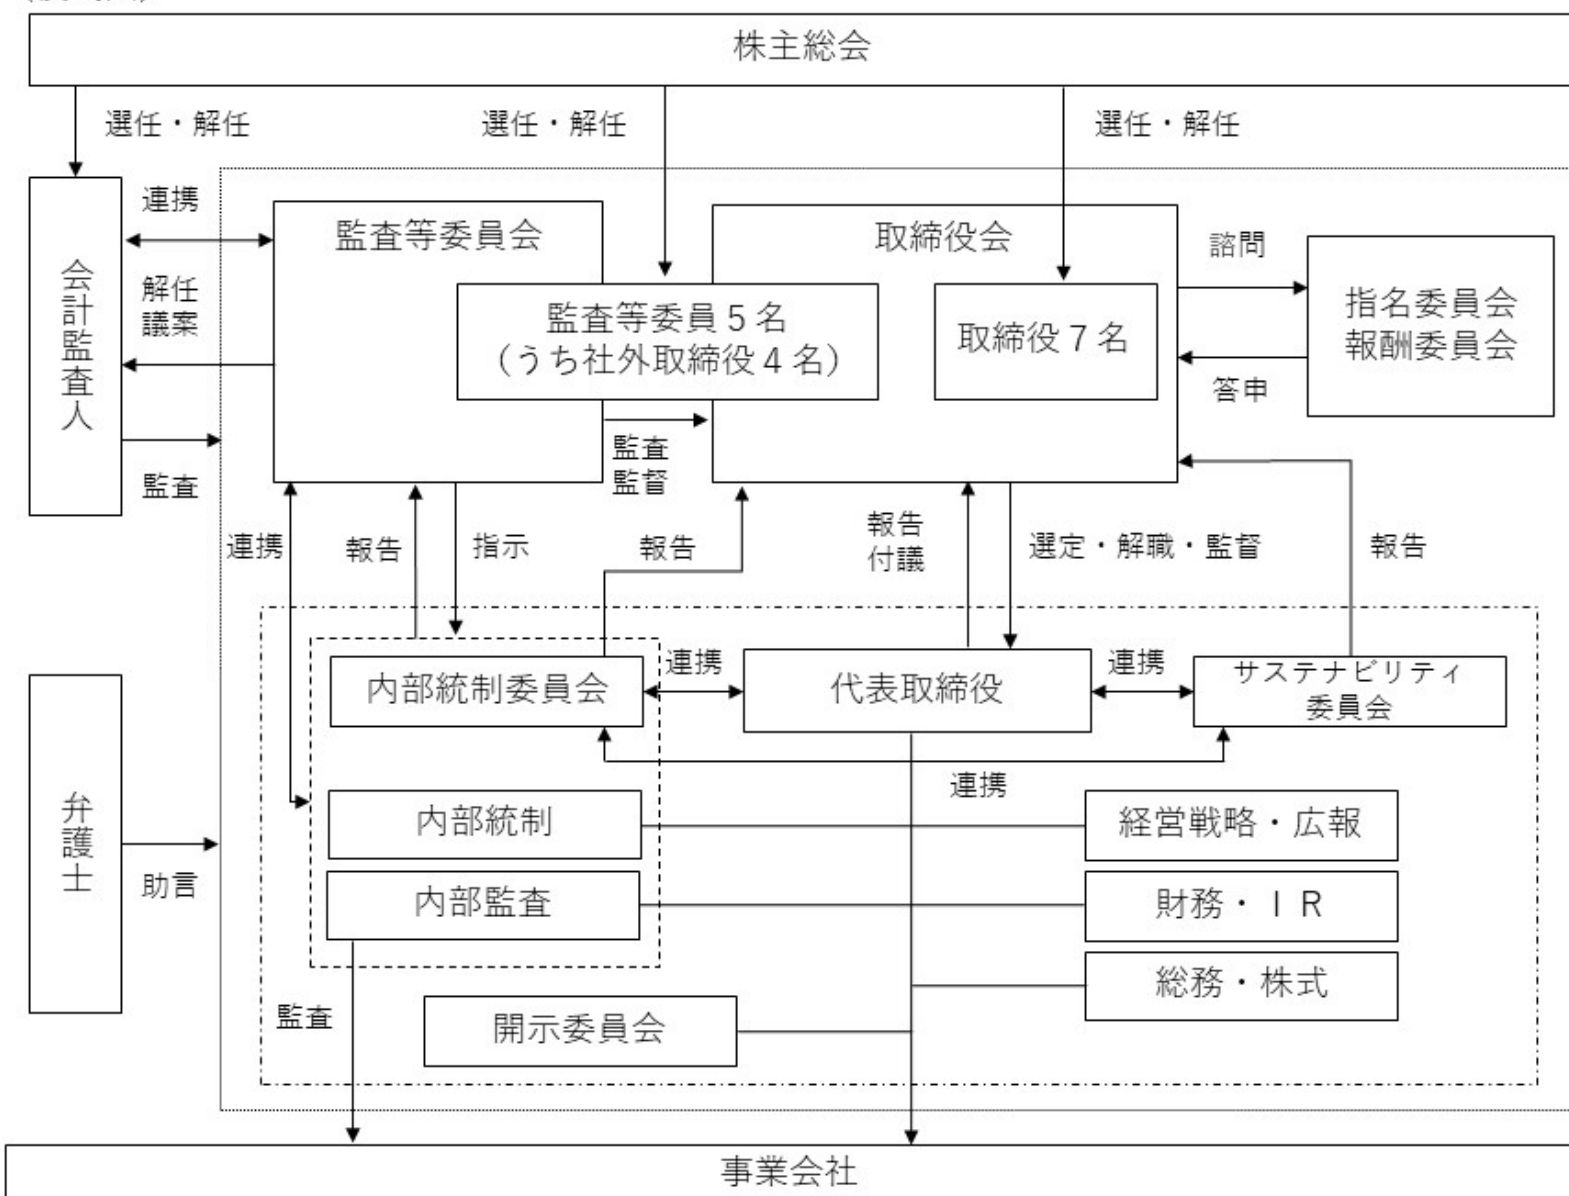 株主総会
選任・解任
選任・解任
選任・解任
連携
解任
議案
監査
会計監査人
監査等委員会
監査等委員5名
（うち社外取締役4名）
監査
監督
取締役会
取締役7名
諮問
答申
指名委員会
報酬委員会
連携
報告
指示
報告
報告
付議
選定・解職・監督
報告
内部統制委員会
連携
代表取締役
連携
サステナビリティ
委員会
連携
弁護士
助言
内部統制
経営戦略・広報
内部監査
財務・ＩＲ
総務・株式
監査
開示委員会
事業会社